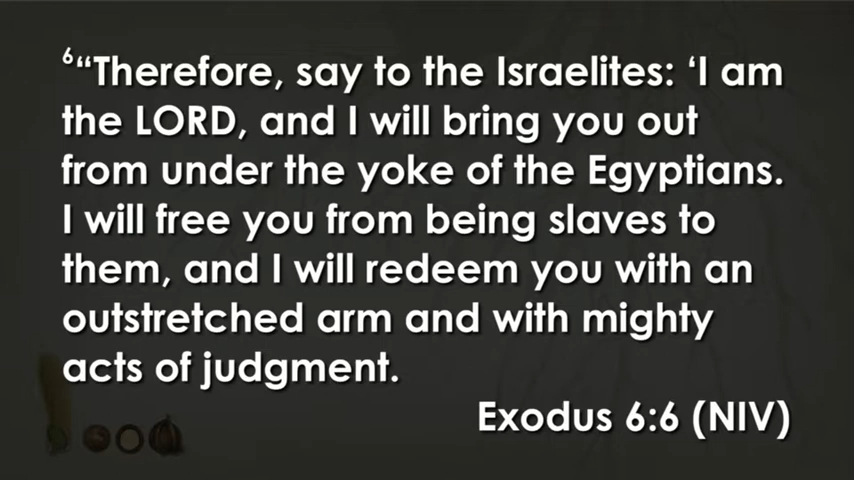 ⁶“Therefore, say to the Israelites: ‘I am
the LORD, and I will bring you out
from under the yoke of the Egyptians.
I will free you from being slaves to
them, and I will redeem you with an
outstretched arm and with mighty
acts of judgment.
Exodus 6:6 (NIV)